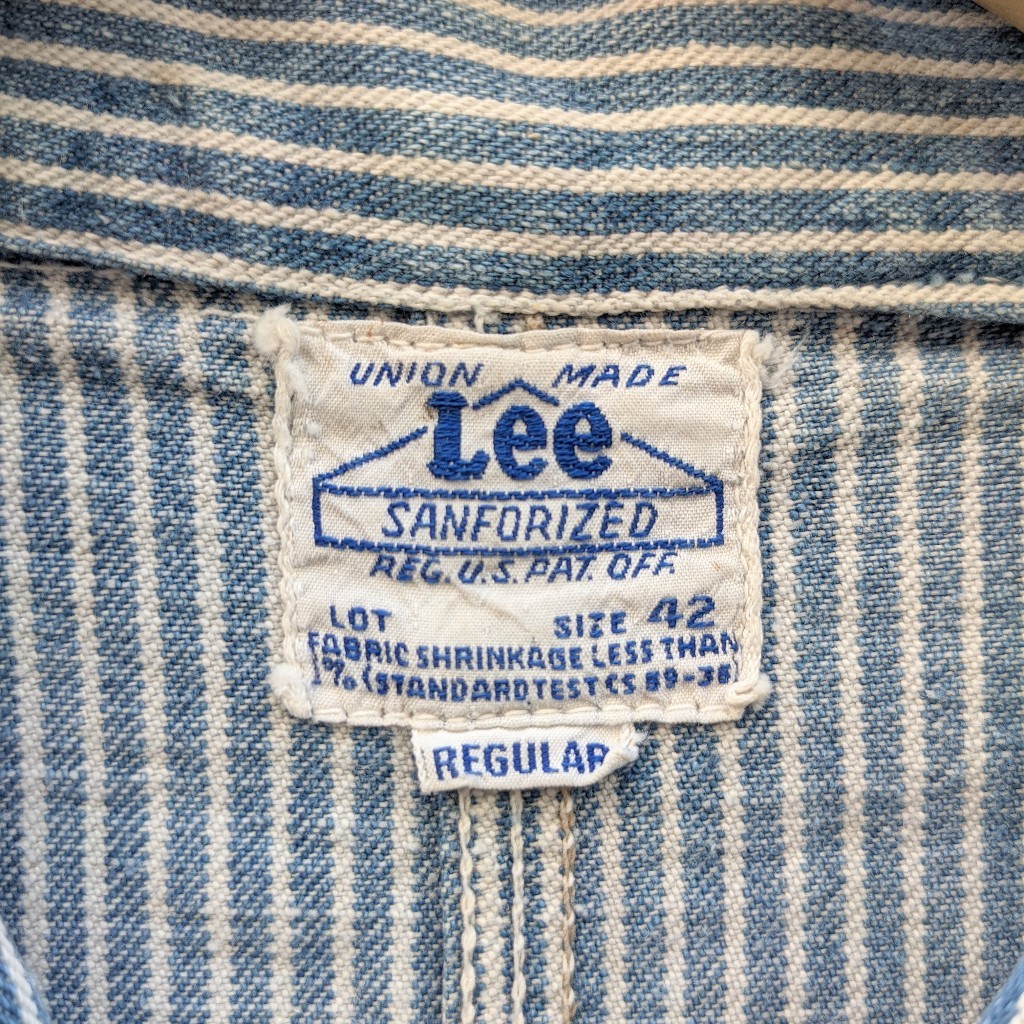 UNION MADE
Lee
SANFORIZED
REG. U.S. PAT. OFF.
LOT SIZE 42
FABRIC SHRINKAGE LESS THAN
1% (STANDARD TEST CS 59-36
REGULAR